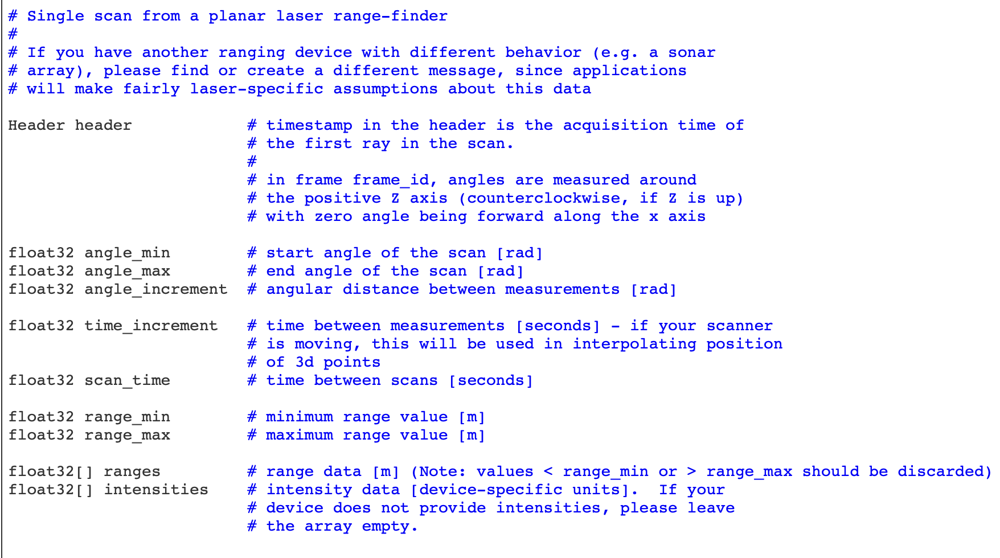 # Single scan from a planar laser range-finder
#
# If you have another ranging device with different behavior (e.g. a sonar
# array), please find or create a different message, since applications
# will make fairly laser-specific assumptions about this data
Header header            # timestamp in the header is the acquisition time of
                         # the first ray in the scan.
                         #
                         # in frame frame_id, angles are measured around
                         # the positive Z axis (counterclockwise, if Z is up)
                         # with zero angle being forward along the x axis
float32 angle_min        # start angle of the scan [rad]
float32 angle_max        # end angle of the scan [rad]
float32 angle_increment  # angular distance between measurements [rad]
float32 time_increment   # time between measurements [seconds] - if your scanner
                         # is moving, this will be used in interpolating position
                         # of 3d points
float32 scan_time        # time between scans [seconds]
float32 range_min        # minimum range value [m]
float32 range_max        # maximum range value [m]
float32[] ranges         # range data [m] (Note: values < range_min or > range_max should be discarded)
float32[] intensities    # intensity data [device-specific units].  If your
                         # device does not provide intensities, please leave
                         # the array empty.